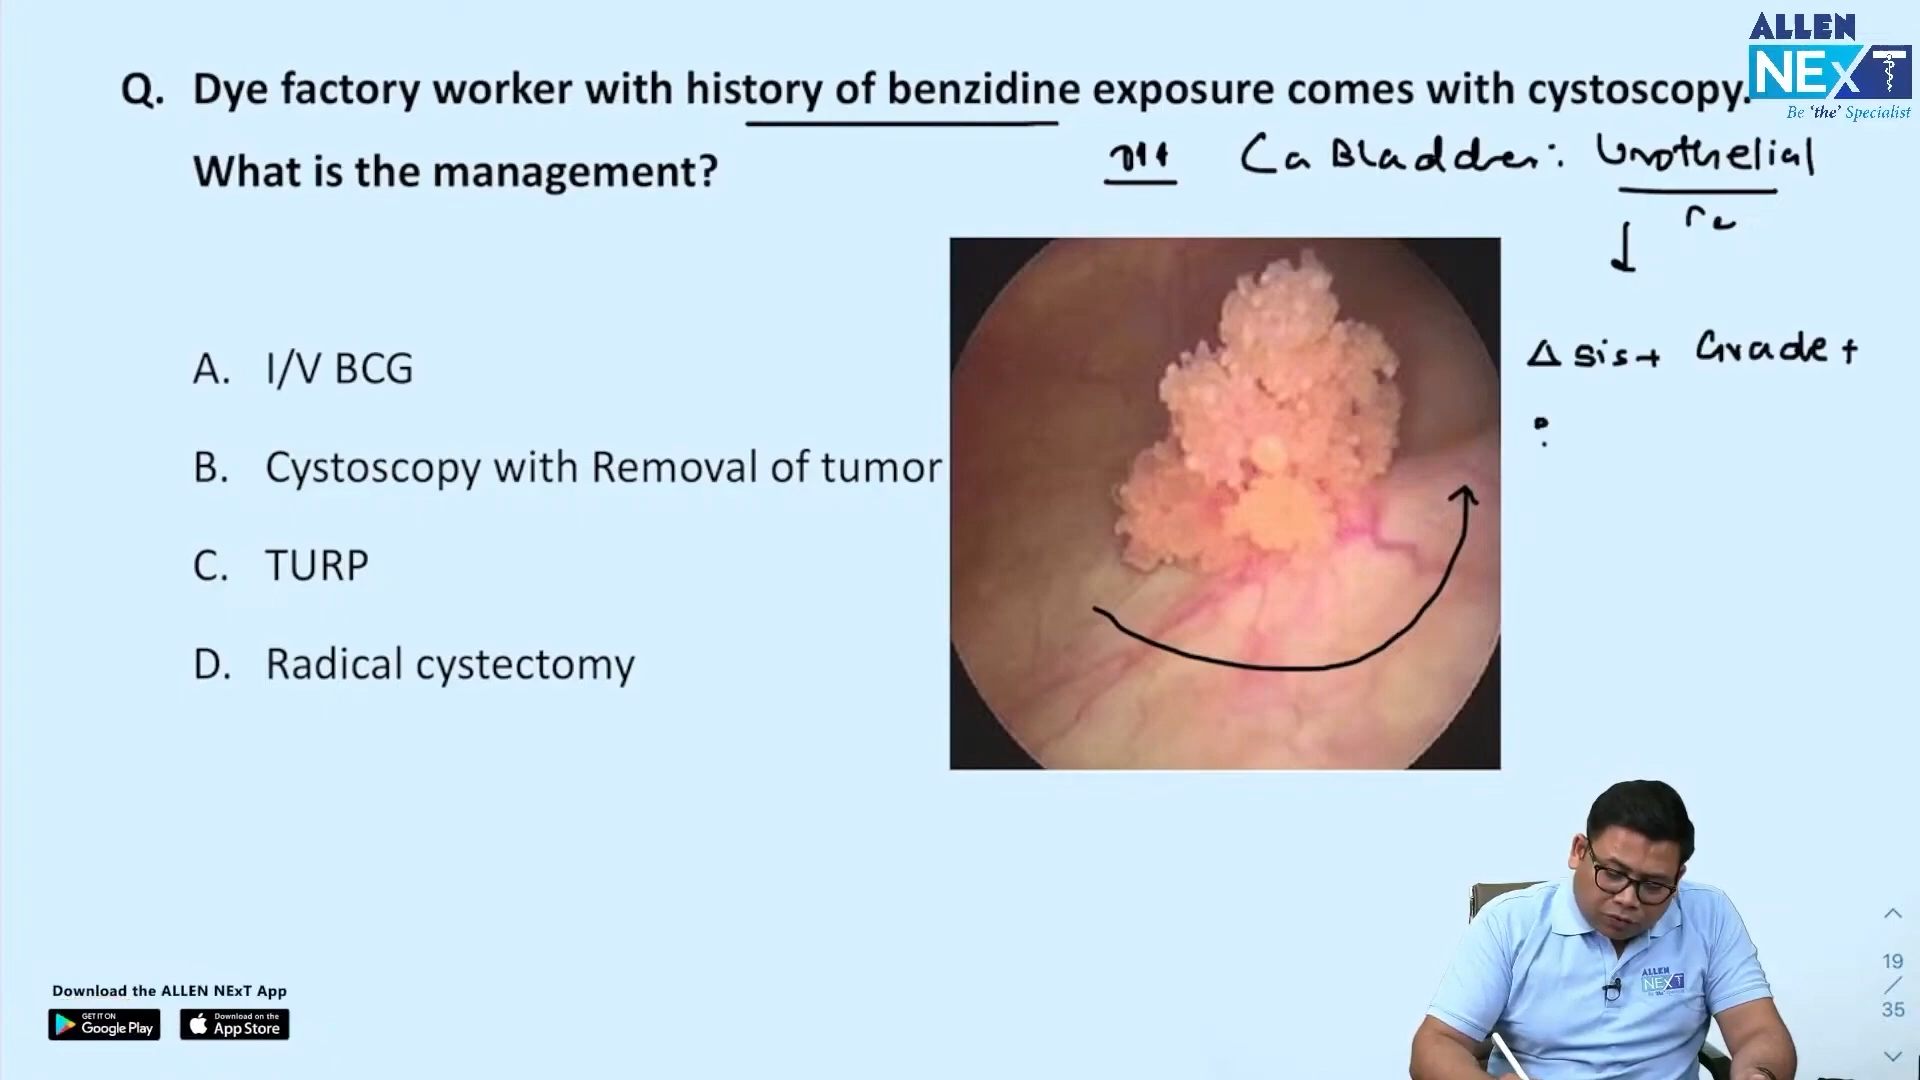 ALLEN
NEXT
Be 'the' Specialist
Q. Dye factory worker with history of benzidine exposure comes with cystoscopy.
What is the management?
Ca Bladder: Urothelial
Δ sis + Grade +
A. I/V BCG
B. Cystoscopy with Removal of tumor
C. TURP
D. Radical cystectomy
ALLEN
NEXT
19
/
35
Download the ALLEN NExT App
GET IT ON
Google Play
Download on the
App Store